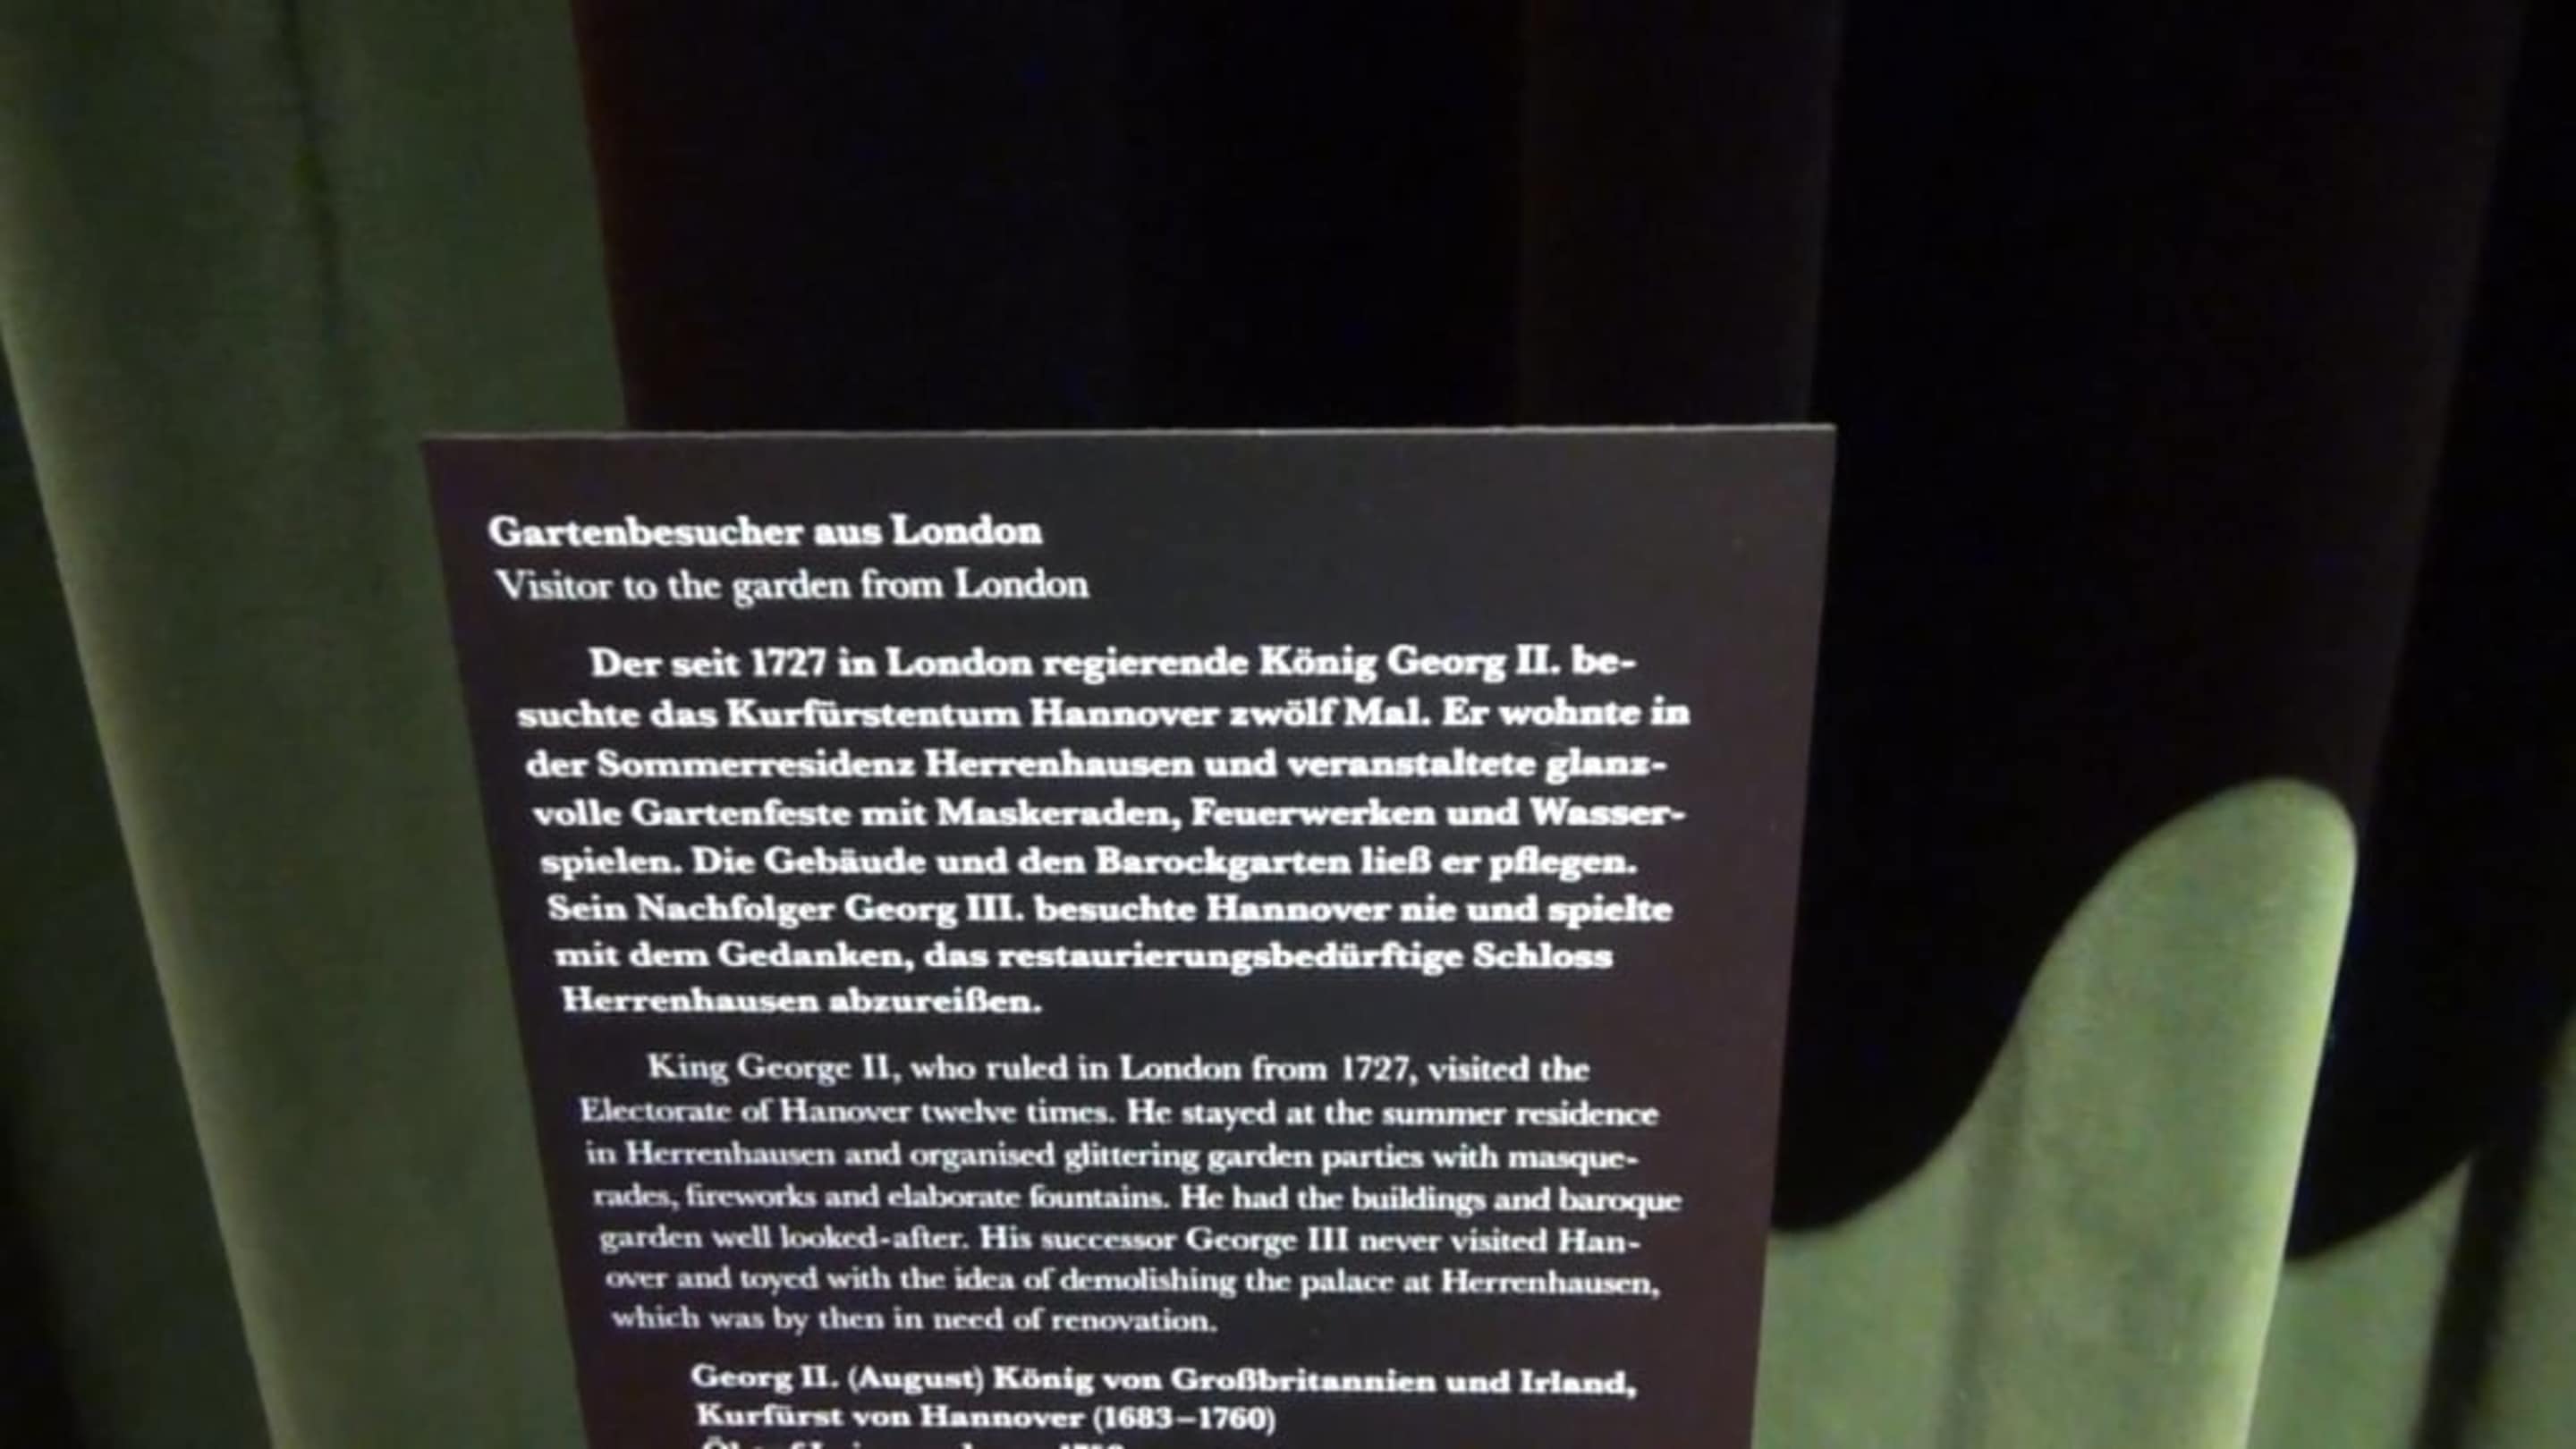 Gartenbesucher aus London
Visitor to the garden from London
Der seit 1727 in London regierende König Georg II. be-
suchte das Kurfürstentum Hannover zwölf Mal. Er wohnte in
der Sommerresidenz Herrenhausen und veranstaltete glanz-
volle Gartenfeste mit Maskeraden, Feuerwerken und Wasser-
spielen. Die Gebäude und den Barockgarten ließ er pflegen.
Sein Nachfolger Georg III. besuchte Hannover nie und spielte
mit dem Gedanken, das restaurierungsbedürftige Schloss
Herrenhausen abzureißen.
King George II, who ruled in London from 1727, visited the
Electorate of Hanover twelve times. He stayed at the summer residence
in Herrenhausen and organised glittering garden parties with masque-
rades, fireworks and elaborate fountains. He had the buildings and baroque
garden well looked-after. His successor George III never visited Han-
over and toyed with the idea of demolishing the palace at Herrenhausen,
which was by then in need of renovation.
Georg II. (August) König von Großbritannien und Irland,
Kurfürst von Hannover (1683–1760)